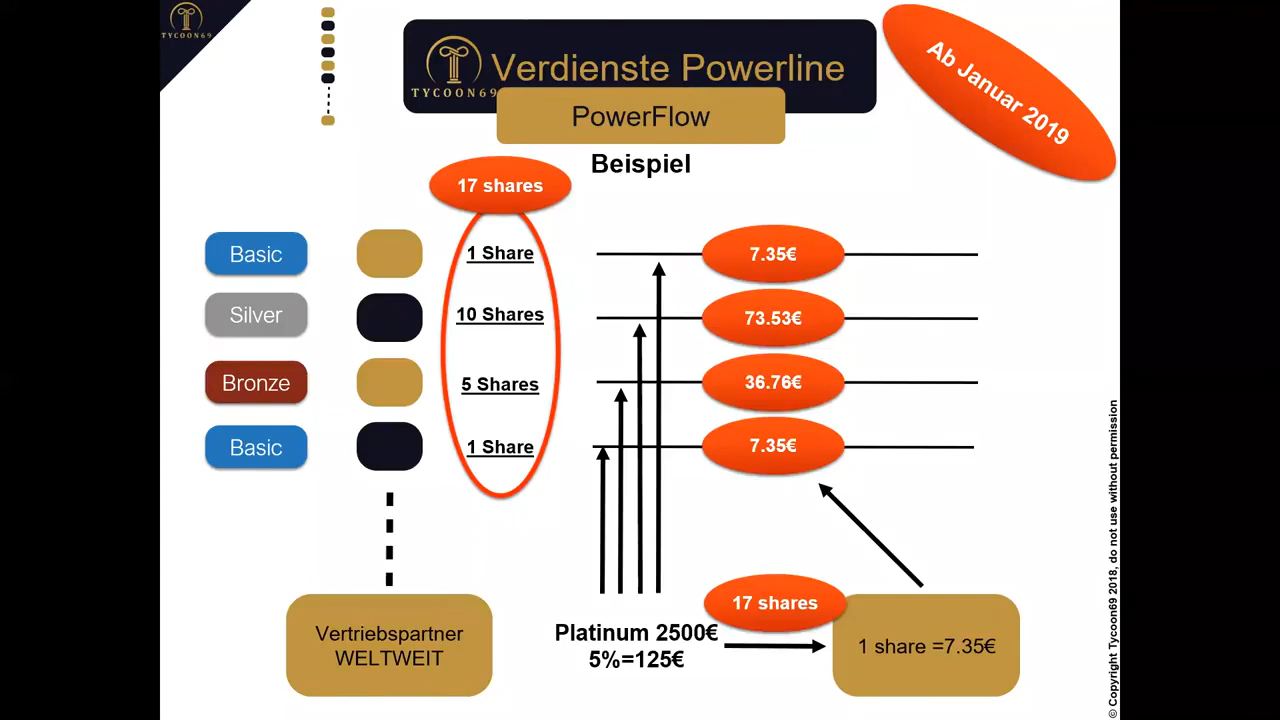 TYCOON69
Verdienste Powerline
TYCOON69
PowerFlow
Ab Januar 2019
Beispiel
17 shares
Basic
1 Share
7.35€
Silver
10 Shares
73.53€
Bronze
5 Shares
36.76€
Basic
1 Share
7.35€
17 shares
Vertriebspartner
WELTWEIT
Platinum 2500€
5%=125€
1 share =7.35€
© Copyright Tycoon69 2018, do not use without permission